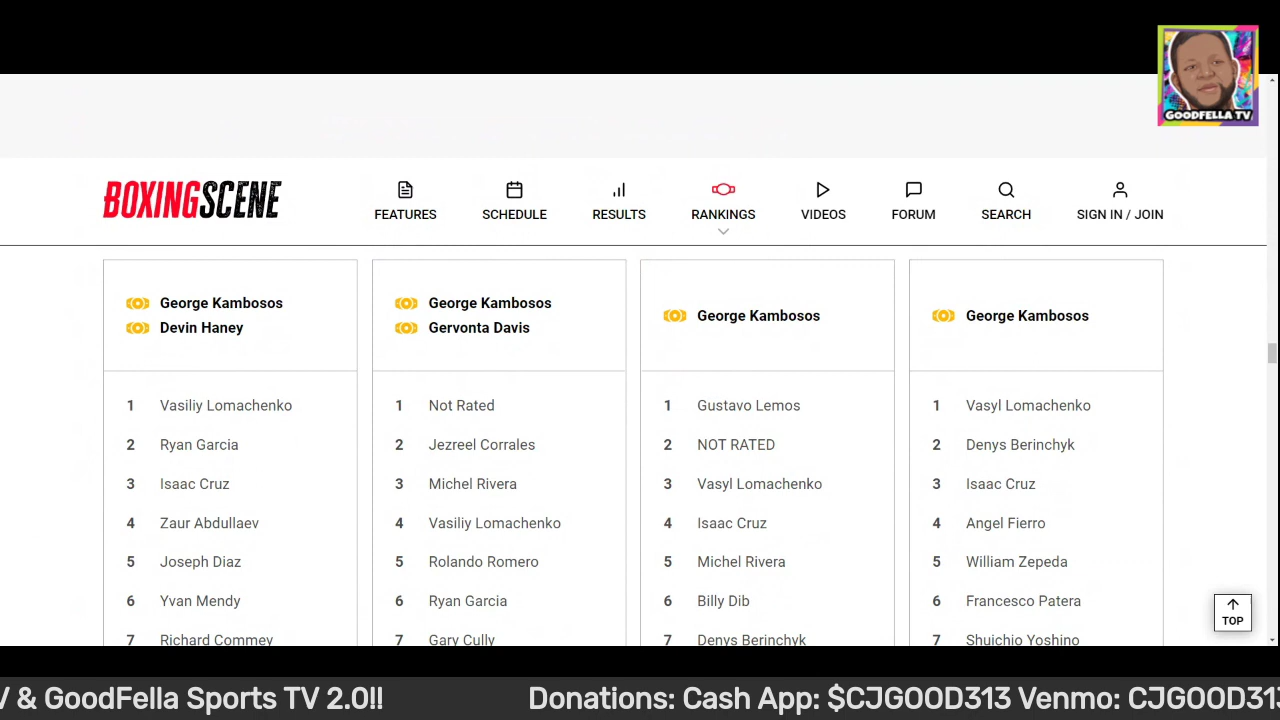 GOODFELLA TV
BOXINGSCENE
FEATURES
SCHEDULE
RESULTS
RANKINGS
VIDEOS
FORUM
SEARCH
SIGN IN / JOIN
George Kambosos
Devin Haney
1 Vasiliy Lomachenko
2 Ryan Garcia
3 Isaac Cruz
4 Zaur Abdullaev
5 Joseph Diaz
6 Yvan Mendy
7 Richard Commey
George Kambosos
Gervonta Davis
1 Not Rated
2 Jezreel Corrales
3 Michel Rivera
4 Vasiliy Lomachenko
5 Rolando Romero
6 Ryan Garcia
7 Gary Cully
George Kambosos
1 Gustavo Lemos
2 NOT RATED
3 Vasyl Lomachenko
4 Isaac Cruz
5 Michel Rivera
6 Billy Dib
7 Denys Berinchyk
George Kambosos
1 Vasyl Lomachenko
2 Denys Berinchyk
3 Isaac Cruz
4 Angel Fierro
5 William Zepeda
6 Francesco Patera
7 Shuichio Yoshino
TOP
V & GoodFella Sports TV 2.0!! Donations: Cash App: $CJGOOD313 Venmo: CJGOOD313